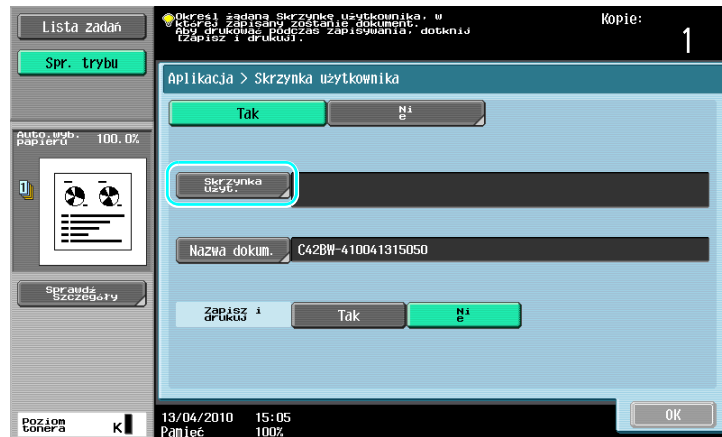 Lista zadań
Spr. trybu
Określ żądaną Skrzynkę użytkownika, w
której zapisany zostanie dokument.
Aby drukować podczas zapisywania, dotknij
[Zapisz i drukuj].
Kopie:
1
Aplikacja > Skrzynka użytkownika
Tak
Ni
e
Auto.wyb.
papieru
100.0%
1
Skrzynka
użyt.
Nazwa dokum.
C42BW-410041315050
Sprawdź
Szczegóły
Zapisz i
drukuj
Tak
Ni
e
Poziom
tonera
K
13/04/2010 15:05
Pamięć 100%
OK